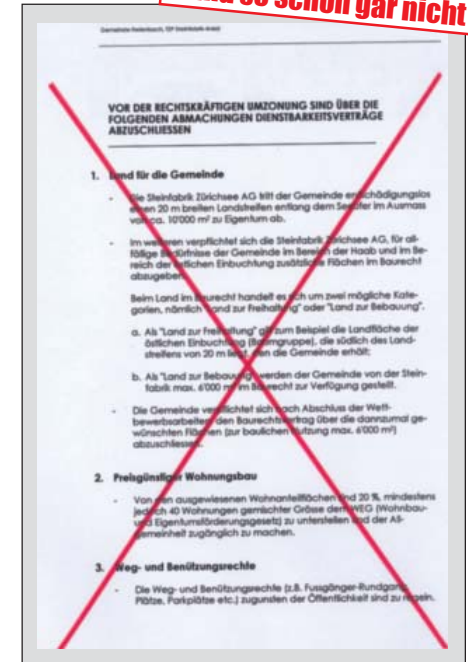 so schon gar nicht
VOR DER RECHTSKRÄFTIGEN UMZONUNG SIND ÜBER DIE
FOLGENDEN ABMACHUNGEN DIENSTBARKEITSVERTRÄGE
ABZUSCHLIESSEN
1. Land für die Gemeinde
- Die Steinfabrik Zürichsee AG tritt der Gemeinde entschädigungslos
einen 20 m breiten Landstreifen entlang dem Seeufer im Ausmass
von ca. 10'000 m² zu Eigentum ab.
- Im weiteren verpflichtet sich die Steinfabrik Zürichsee AG, für all-
fällige Bedürfnisse der Gemeinde im Bereich der Haab und im Be-
reich der östlichen Einbuchtung zusätzliche Flächen im Baurecht
abzugeben.
Beim Land im Baurecht handelt es sich um zwei mögliche Kate-
gorien, nämlich "Land zur Freihaltung" oder "Land zur Bebauung".
a. Als "Land zur Freihaltung" gilt zum Beispiel die Landfläche der
östlichen Einbuchtung (Baumgruppe), die südlich des Land-
streifens von 20 m liegt, den die Gemeinde erhält;
b. Als "Land zur Bebauung" werden der Gemeinde von der Stein-
fabrik max. 6'000 m² im Baurecht zur Verfügung gestellt.
- Die Gemeinde verpflichtet sich nach Abschluss der Wett-
bewerbsarbeiten den Baurechtsvertrag über die dannzumal ge-
wünschten Flächen (zur baulichen Nutzung max. 6'000 m²)
abzuschliessen.
2. Preisgünstiger Wohnungsbau
- Von den ausgewiesenen Wohnanteilflächen sind 20 %, mindestens
jedoch 40 Wohnungen gemischter Grösse dem WEG (Wohnbau-
und Eigentumsförderungsgesetz) zu unterstellen und der All-
gemeinheit zugänglich zu machen.
3. Weg- und Benützungsrechte
- Die Weg- und Benützungsrechte (z.B. Fussgänger-Rundgang,
Plätze, Parkplätze etc.) zugunsten der Öffentlichkeit sind zu regeln.